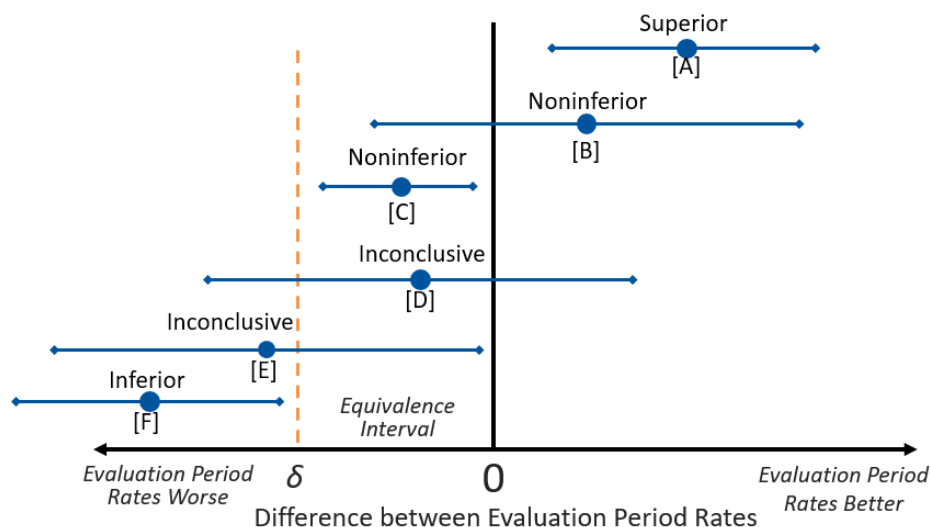 Superior
[A]
Noninferior
[B]
Noninferior
[C]
Inconclusive
[D]
Inconclusive
[E]
Inferior
[F]
Equivalence
Interval
Evaluation Period
Rates Worse
δ
0
Evaluation Period
Rates Better
Difference between Evaluation Period Rates